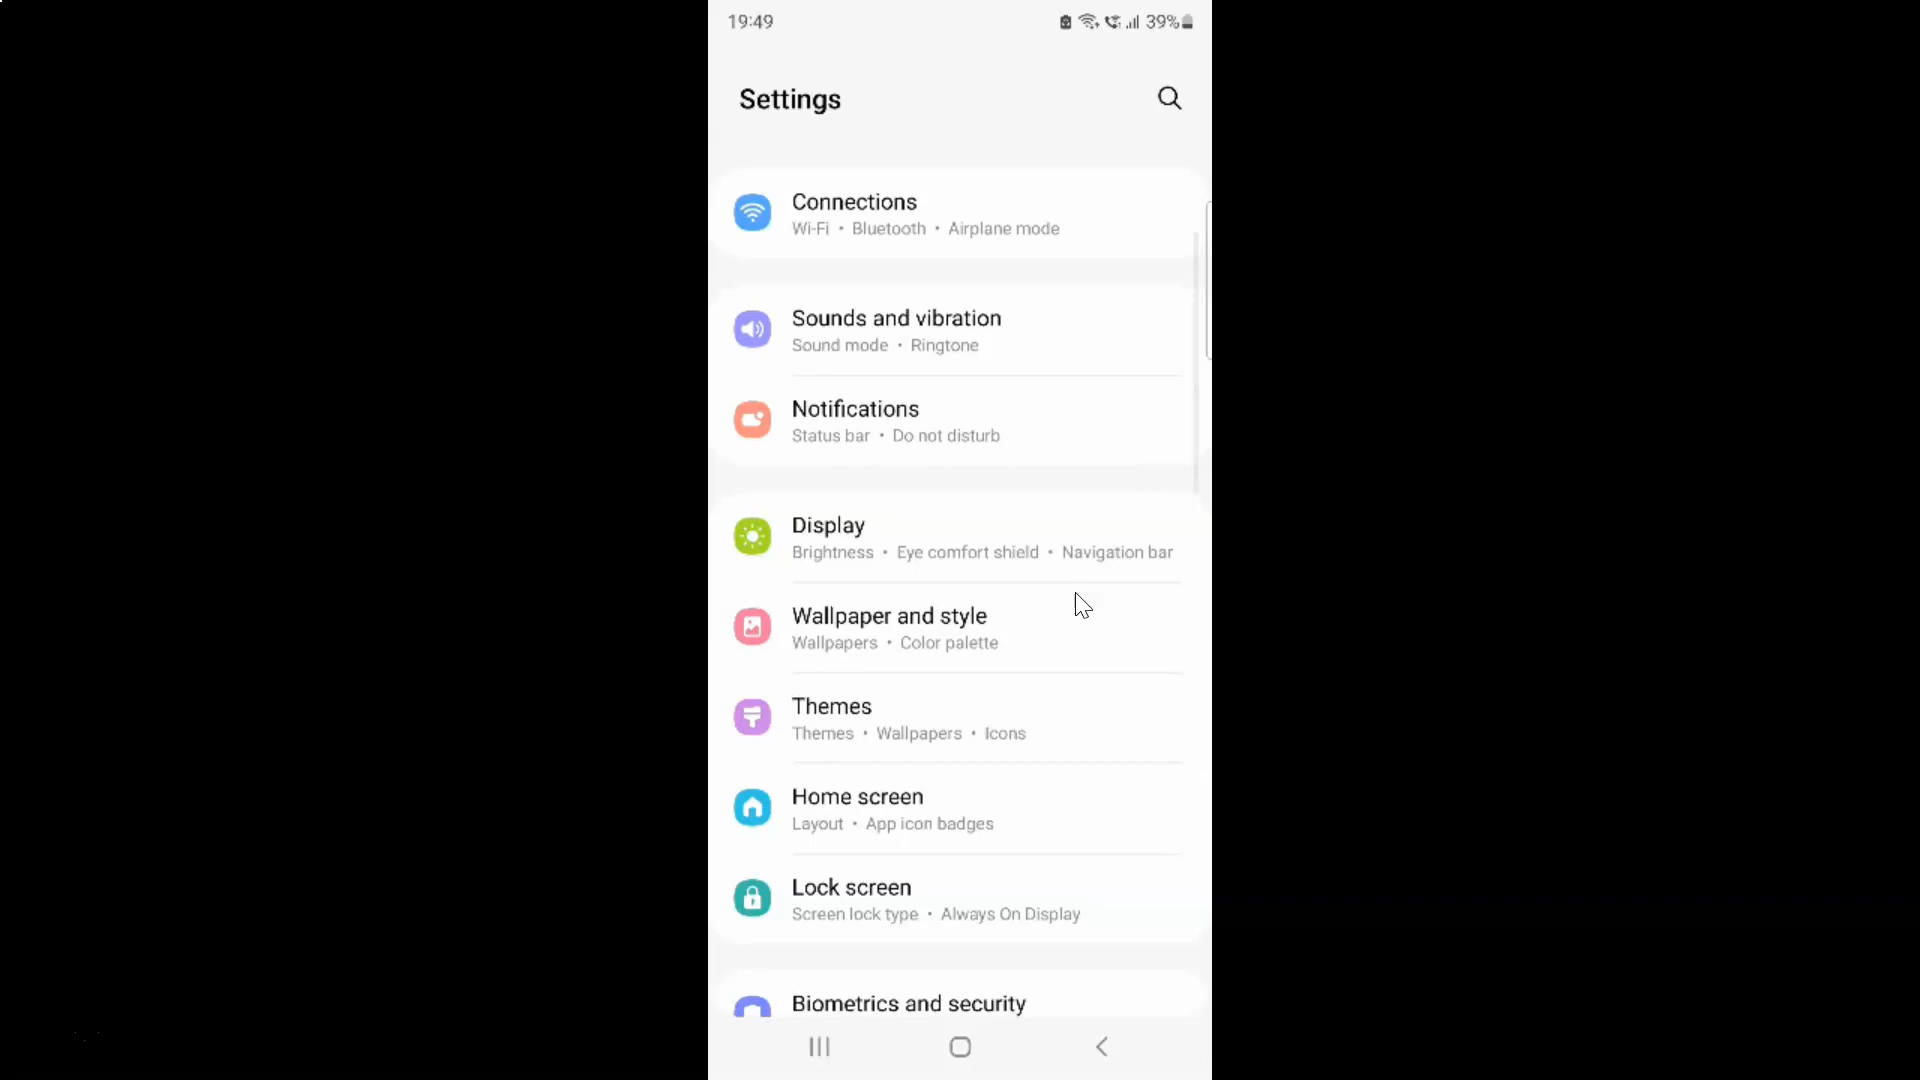 19:49
39%
Settings
Connections
Wi-Fi • Bluetooth • Airplane mode
Sounds and vibration
Sound mode • Ringtone
Notifications
Status bar • Do not disturb
Display
Brightness • Eye comfort shield • Navigation bar
Wallpaper and style
Wallpapers • Color palette
Themes
Themes • Wallpapers • Icons
Home screen
Layout • App icon badges
Lock screen
Screen lock type • Always On Display
Biometrics and security